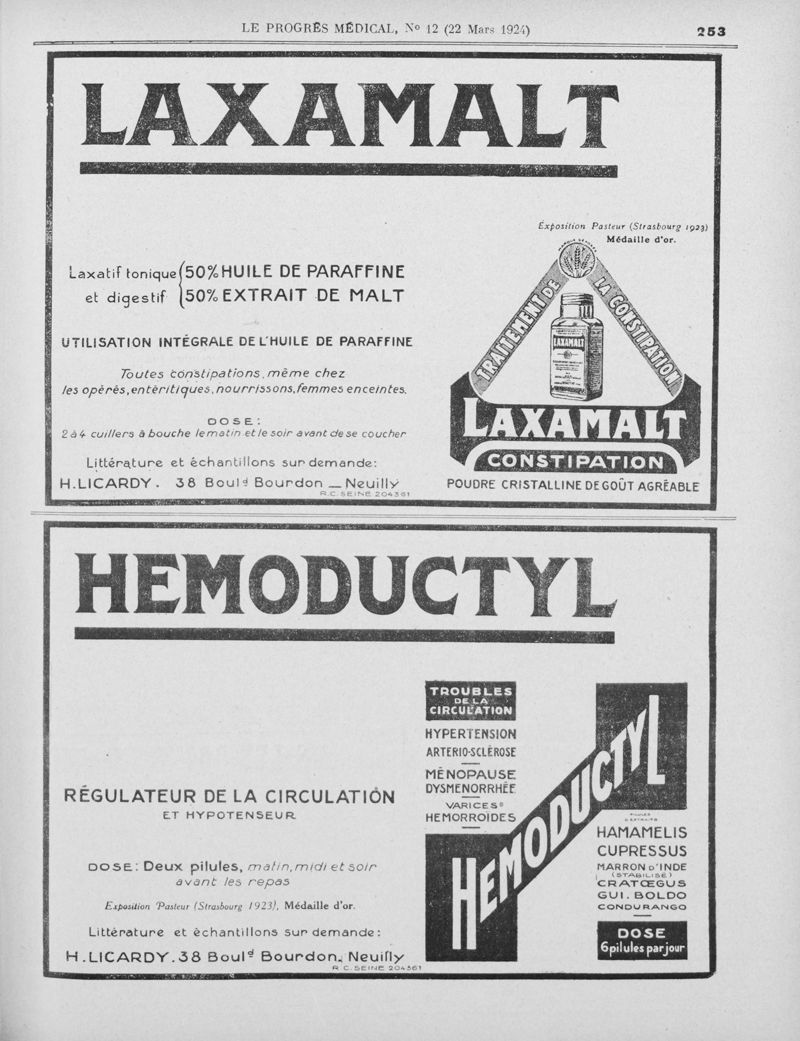 LE PROGRÈS MÉDICAL, Nº 12 (22 Mars 1924)
253
LAXAMALT
Laxatif tonique { 50% HUILE DE PARAFFINE
et digestif { 50% EXTRAIT DE MALT
UTILISATION INTÉGRALE DE L'HUILE DE PARAFFINE
Toutes constipations, même chez
les opérés, entéritiques, nourrissons, femmes enceintes.
DOSE:
2 à 4 cuillers à bouche le matin et le soir avant de se coucher
Littérature et échantillons sur demande:
H. LICARDY. 38 Boulᵈ Bourdon _ Neuilly
R.C. SEINE 204361
Exposition Pasteur (Strasbourg 1923)
Médaille d'or.
TRAITEMENT DE
LA CONSTIPATION
LAXAMALT
LAXAMALT
CONSTIPATION
POUDRE CRISTALLINE DE GOÛT AGRÉABLE
HEMODUCTYL
RÉGULATEUR DE LA CIRCULATION
ET HYPOTENSEUR
DOSE: Deux pilules, matin, midi et soir
avant les repas
Exposition Pasteur (Strasbourg 1923), Médaille d'or.
Littérature et échantillons sur demande:
H. LICARDY. 38 Boulᵈ Bourdon. Neuilly
R.C. SEINE 204361
TROUBLES
DE LA
CIRCULATION
HYPERTENSION
ARTERIO-SCLÉROSE
MÉNOPAUSE
DYSMENORRHÉE
VARICES
HEMORROÏDES
HEMODUCTYL
PILULES
D'EXTRAITS
HAMAMELIS
CUPRESSUS
MARRON D'INDE
(STABILISÉ)
CRATŒGUS
GUI. BOLDO
CONDURANGO
DOSE
6 pilules par jour